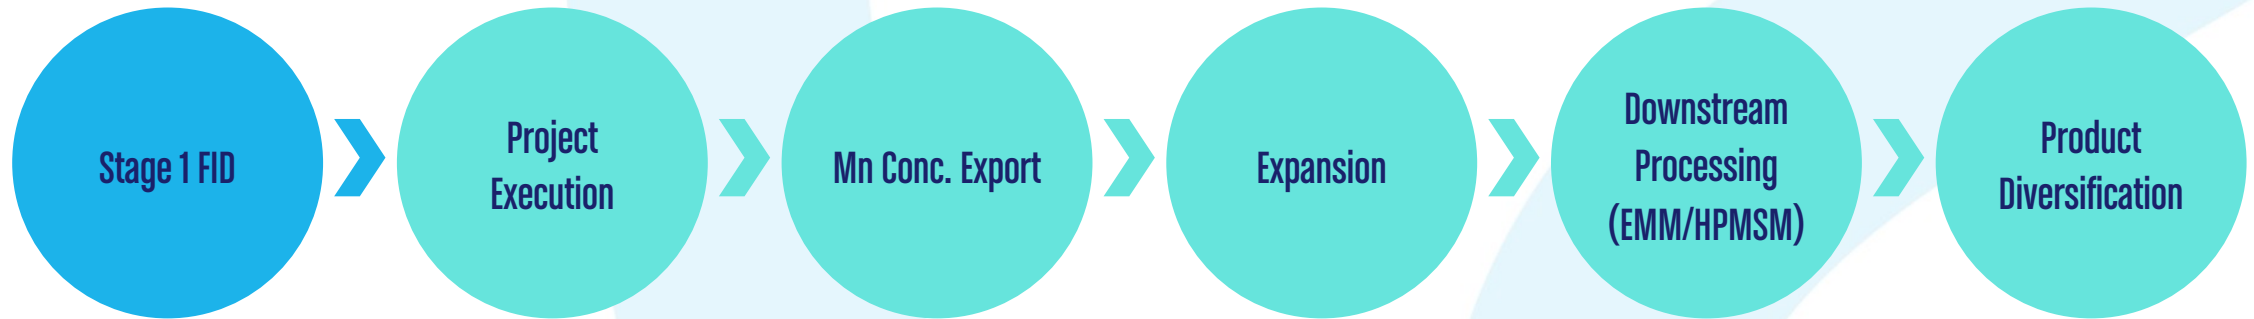 Stage 1 FID
Project
Execution
Mn Conc. Export
Expansion
Downstream
Processing
(EMM/HPMSM)
Product
Diversification